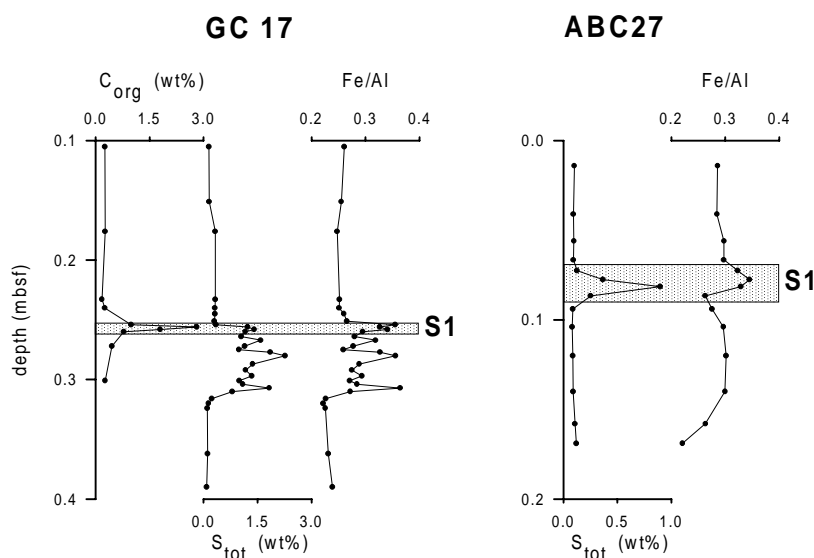 GC 17
ABC27
C_org (wt%)
Fe/Al
Fe/Al
0.0 1.5 3.0
0.2 0.3 0.4
0.2 0.3 0.4
0.1
0.2
0.3
0.4
depth (mbsf)
S1
0.0
0.1
0.2
S1
0.0 1.5 3.0
S_tot (wt%)
0.0 0.5 1.0
S_tot (wt%)